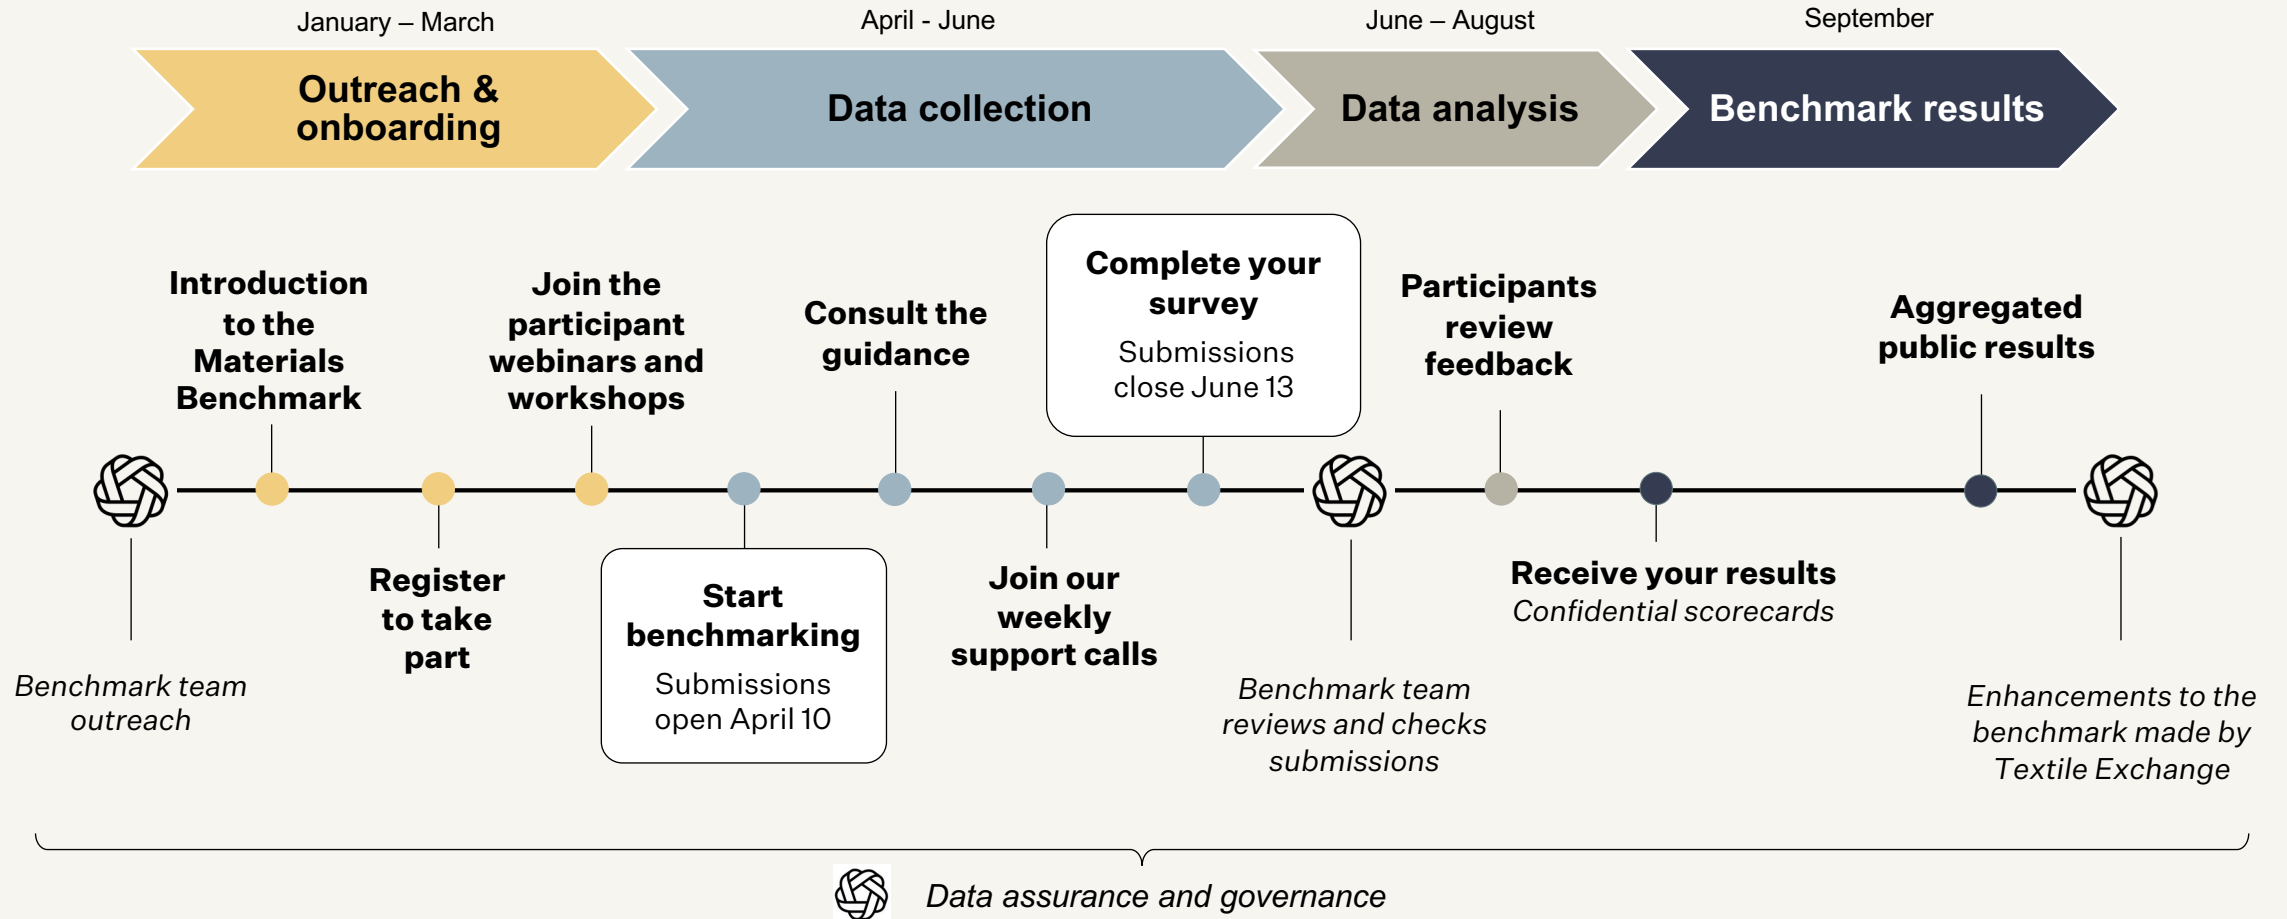 January – March
April - June
June – August
September
Outreach &
onboarding
Data collection
Data analysis
Benchmark results
Introduction
to the
Materials
Benchmark
Join the
participant
webinars and
workshops
Consult the
guidance
Complete your
survey
Submissions
close June 13
Participants
review
feedback
Aggregated
public results
Benchmark team
outreach
Register
to take
part
Start
benchmarking
Submissions
open April 10
Join our
weekly
support calls
Benchmark team
reviews and checks
submissions
Receive your results
Confidential scorecards
Enhancements to the
benchmark made by
Textile Exchange
Data assurance and governance